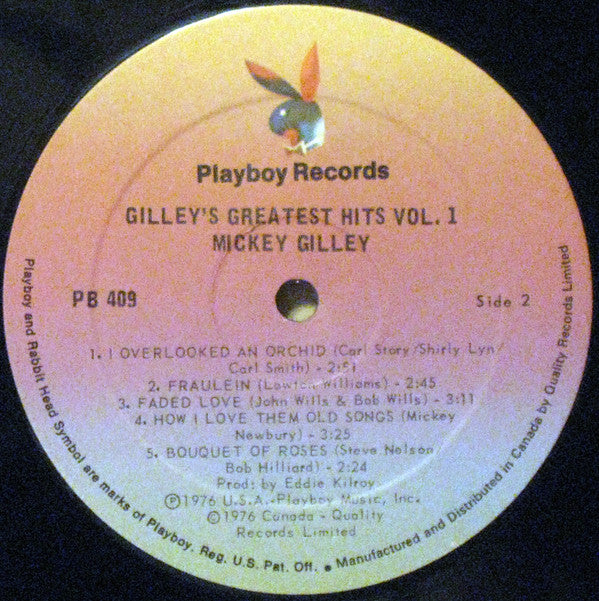 Playboy Records
GILLEY'S GREATEST HITS VOL. 1
MICKEY GILLEY
PB 409
Side 2
1. I OVERLOOKED AN ORCHID (Carl Story/Shirly Lyn/
Carl Smith) - 2:51
2. FRAULEIN (Lawton Williams) - 2:45
3. FADED LOVE (John Wills & Bob Wills) - 3:11
4. HOW I LOVE THEM OLD SONGS (Mickey
Newbury) - 3:25
5. BOUQUET OF ROSES (Steve Nelson
Bob Hilliard) - 2:24
Prod: by Eddie Kilroy
Ⓟ1976 U.S.A.-Playboy Music, Inc.
©1976 Canada - Quality
Records Limited
Playboy and Rabbit Head Symbol are marks of Playboy. Reg. U.S. Pat. Off. • Manufactured and Distributed in Canada by Quality Records Limited